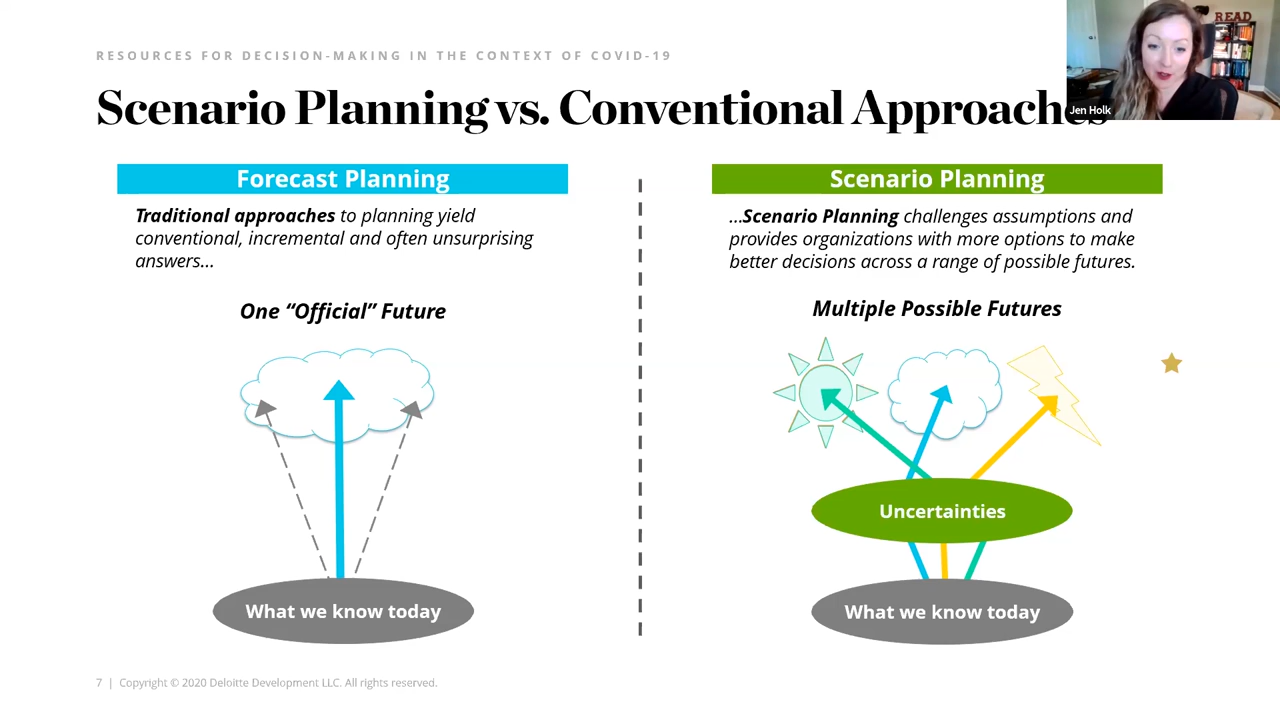 RESOURCES FOR DECISION-MAKING IN THE CONTEXT OF COVID-19
READ
Scenario Planning vs. Conventional Approaches
Jen Holk
Forecast Planning
Traditional approaches to planning yield
conventional, incremental and often unsurprising
answers…
One “Official” Future
What we know today
Scenario Planning
…Scenario Planning challenges assumptions and
provides organizations with more options to make
better decisions across a range of possible futures.
Multiple Possible Futures
Uncertainties
What we know today
7 | Copyright © 2020 Deloitte Development LLC. All rights reserved.